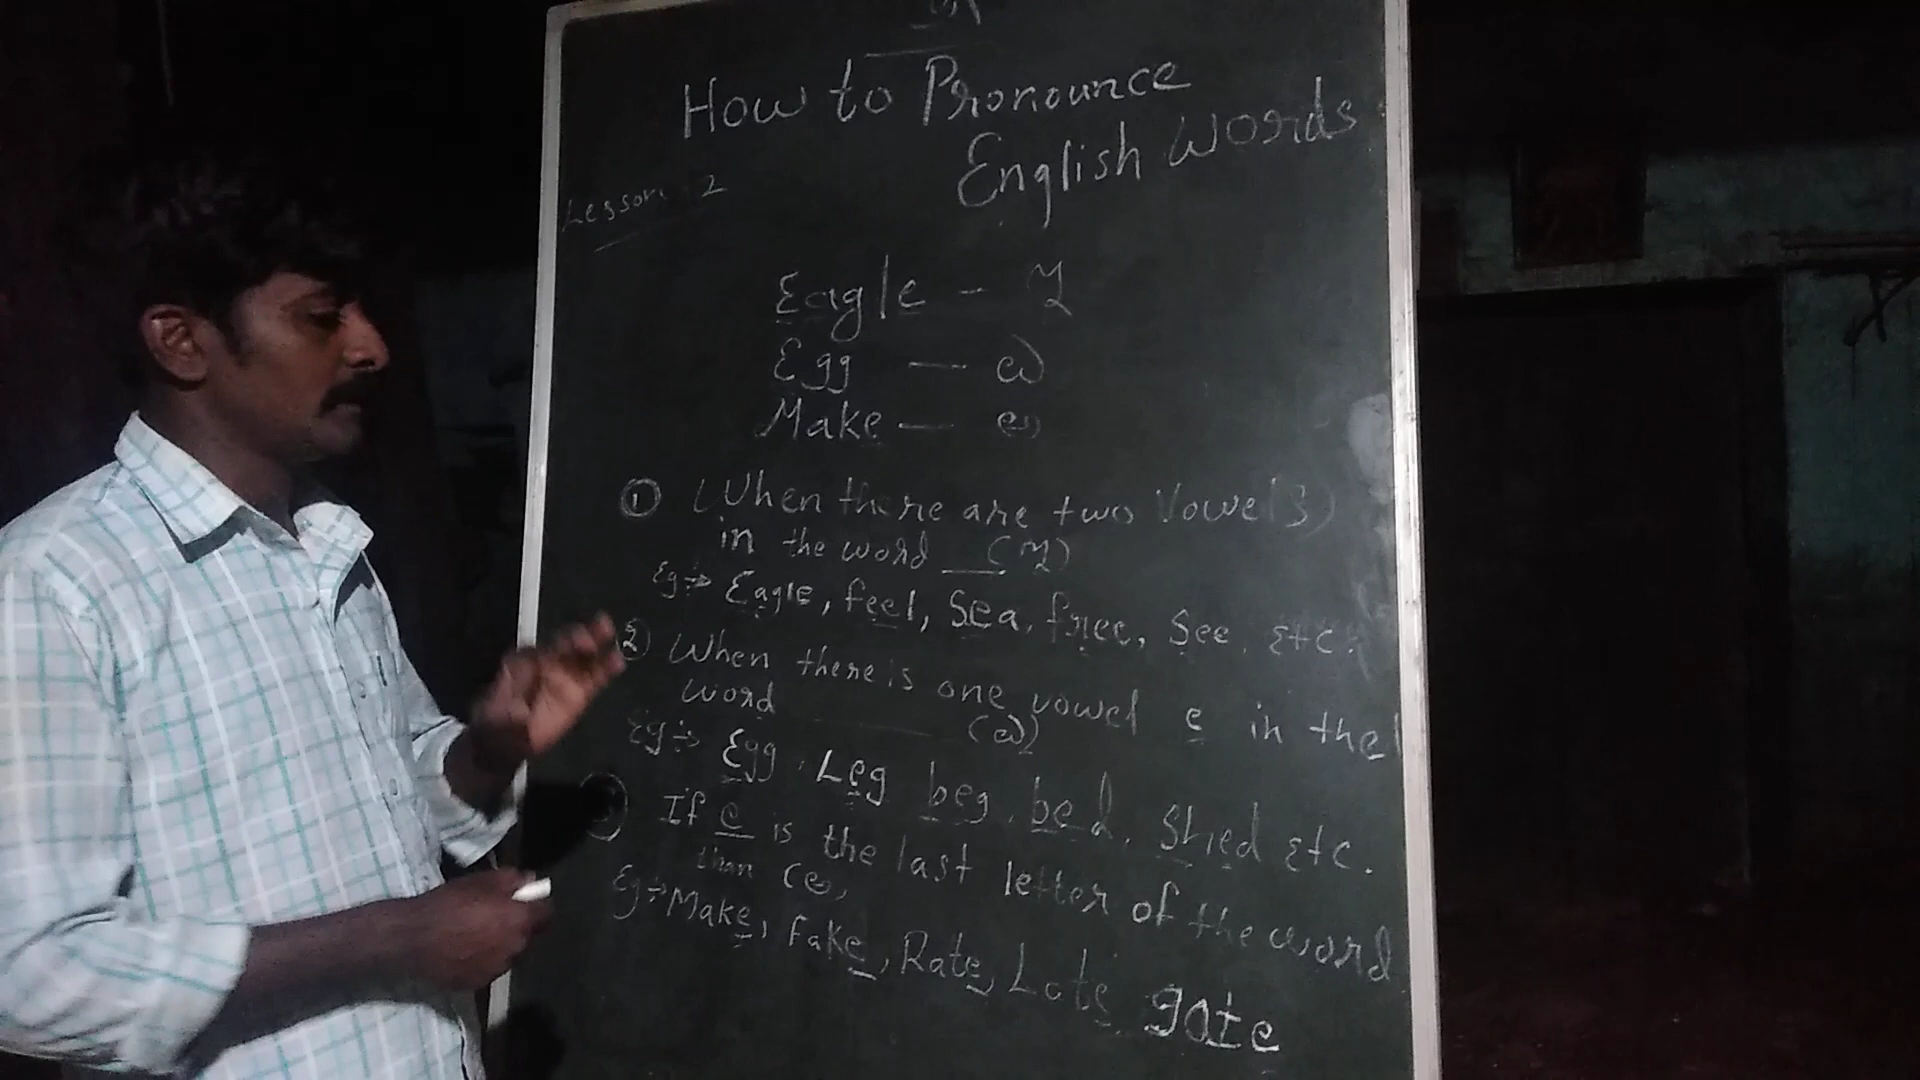 How to Pronounce
English Words
Lesson : 2
Eagle - ఈ
Egg — ఎ
Make — ఏ
① When there are two Vowels
in the word __ (ఈ)
Eg:→ Eagle, feel, Sea, free, See, Etc.
② When there is one vowel e in the
word (ఎ)
Eg:→ Egg, Leg beg, bed, Shed Etc.
If e is the last letter of the word
than (ఏ)
Eg:→ Make, fake, Rate, Late gate